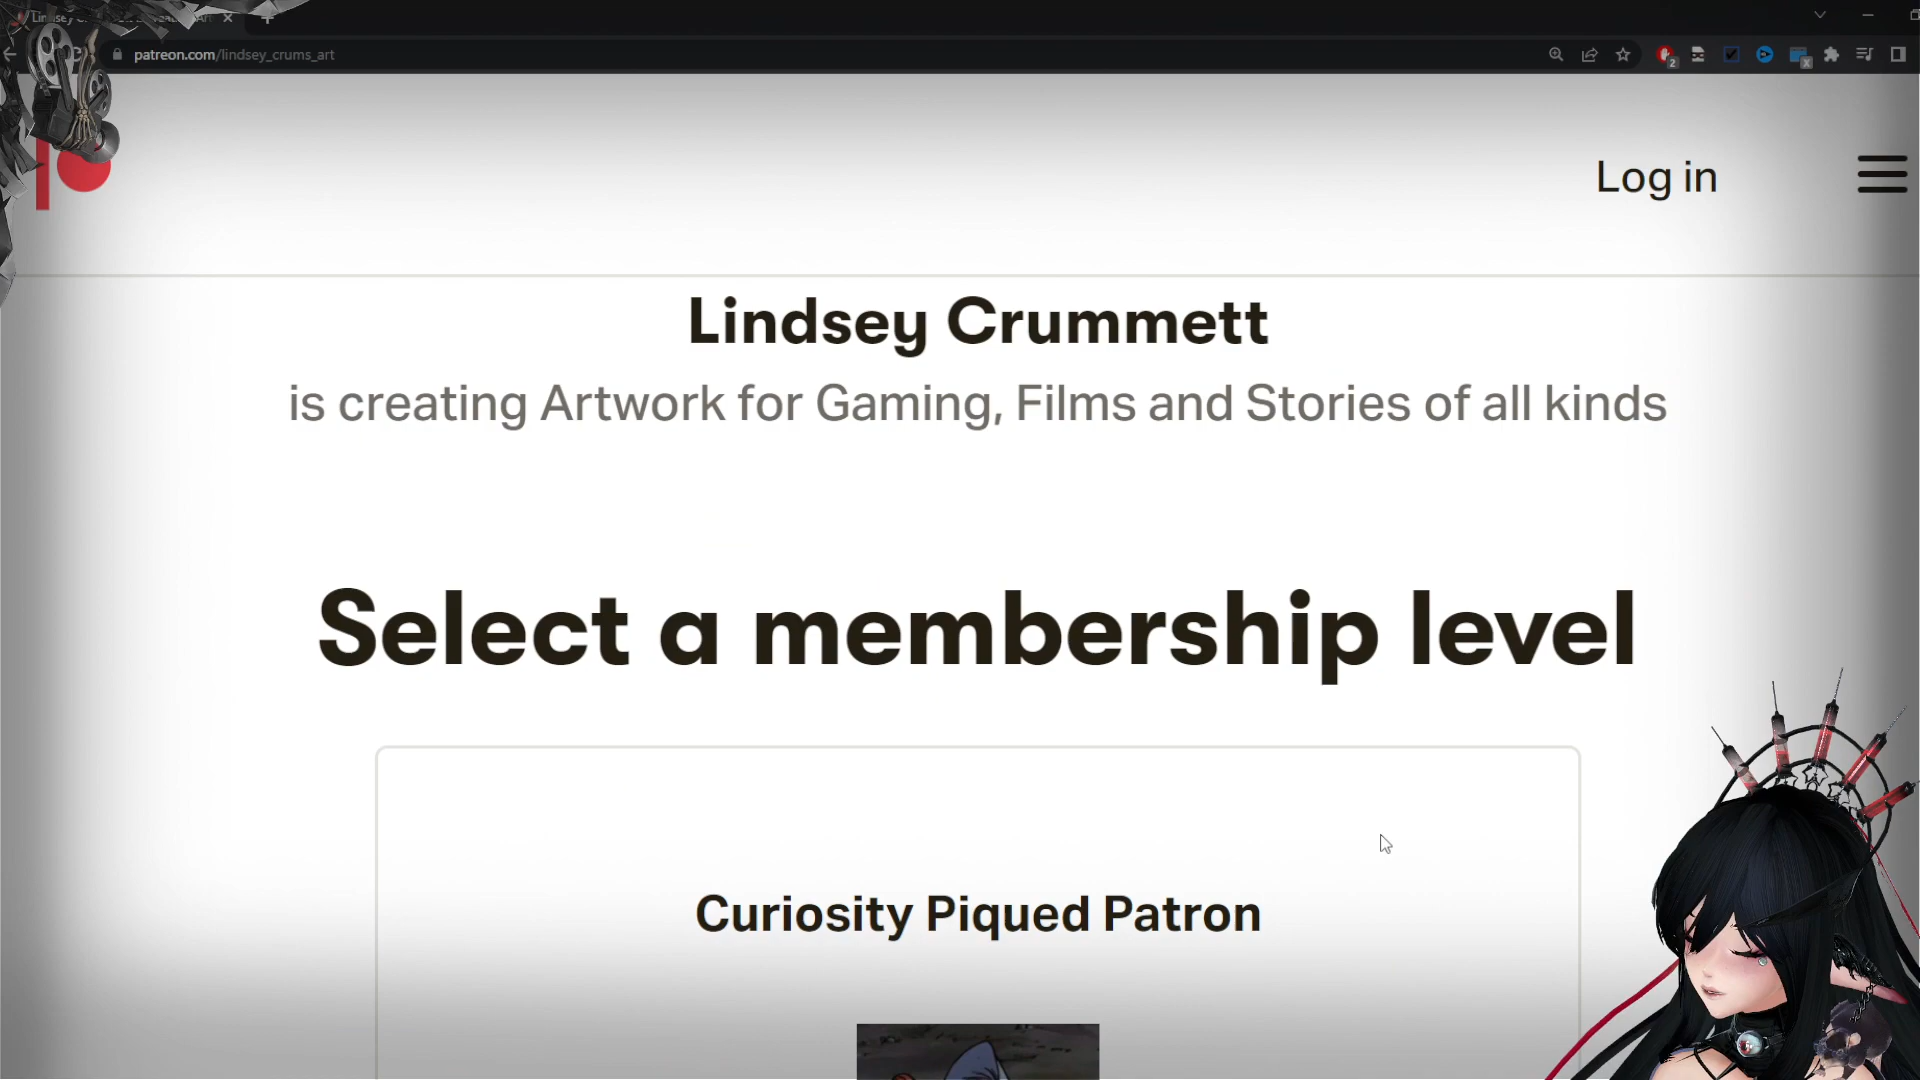 patreon.com/lindsey_crums_art
2
x
Log in
Lindsey Crummett
is creating Artwork for Gaming, Films and Stories of all kinds
Select a membership level
Curiosity Piqued Patron